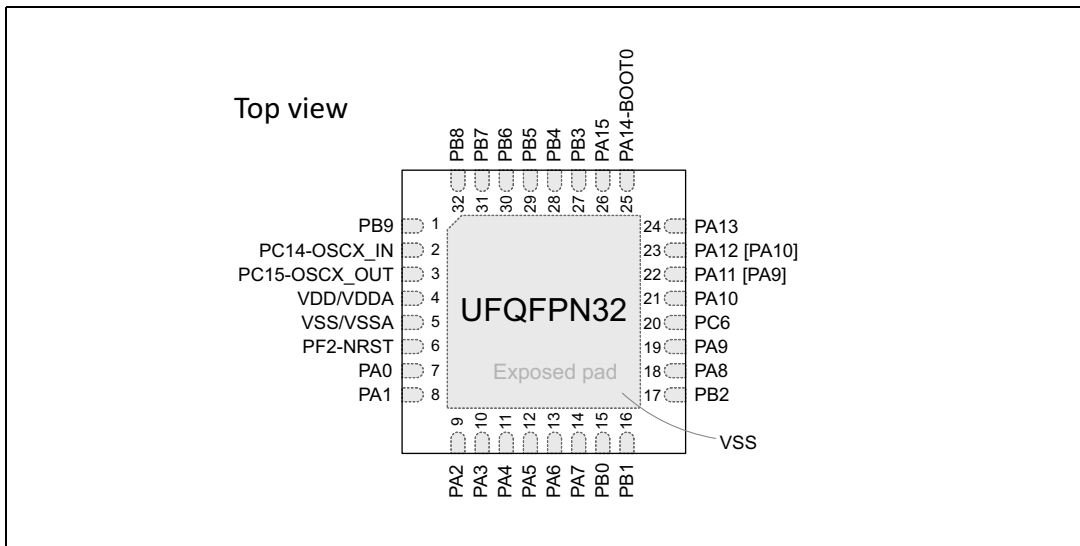 Top view
PB8
PB7
PB6
PB5
PB4
PB3
PA15
PA14-BOOT0
32
31
30
29
28
27
26
25
PB9 1
PC14-OSCX_IN 2
PC15-OSCX_OUT 3
VDD/VDDA 4
VSS/VSSA 5
PF2-NRST 6
PA0 7
PA1 8
24 PA13
23 PA12 [PA10]
22 PA11 [PA9]
21 PA10
20 PC6
19 PA9
18 PA8
17 PB2
UFQFPN32
Exposed pad
VSS
9
10
11
12
13
14
15
16
PA2
PA3
PA4
PA5
PA6
PA7
PB0
PB1